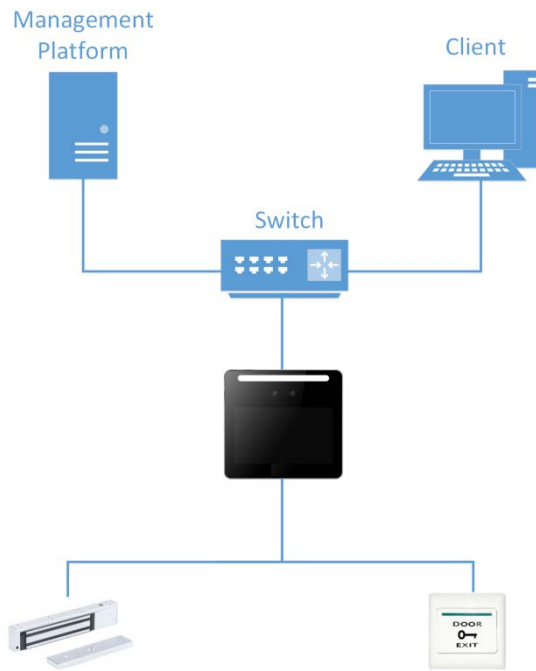 Management
Platform
Client
Switch
DOOR
EXIT